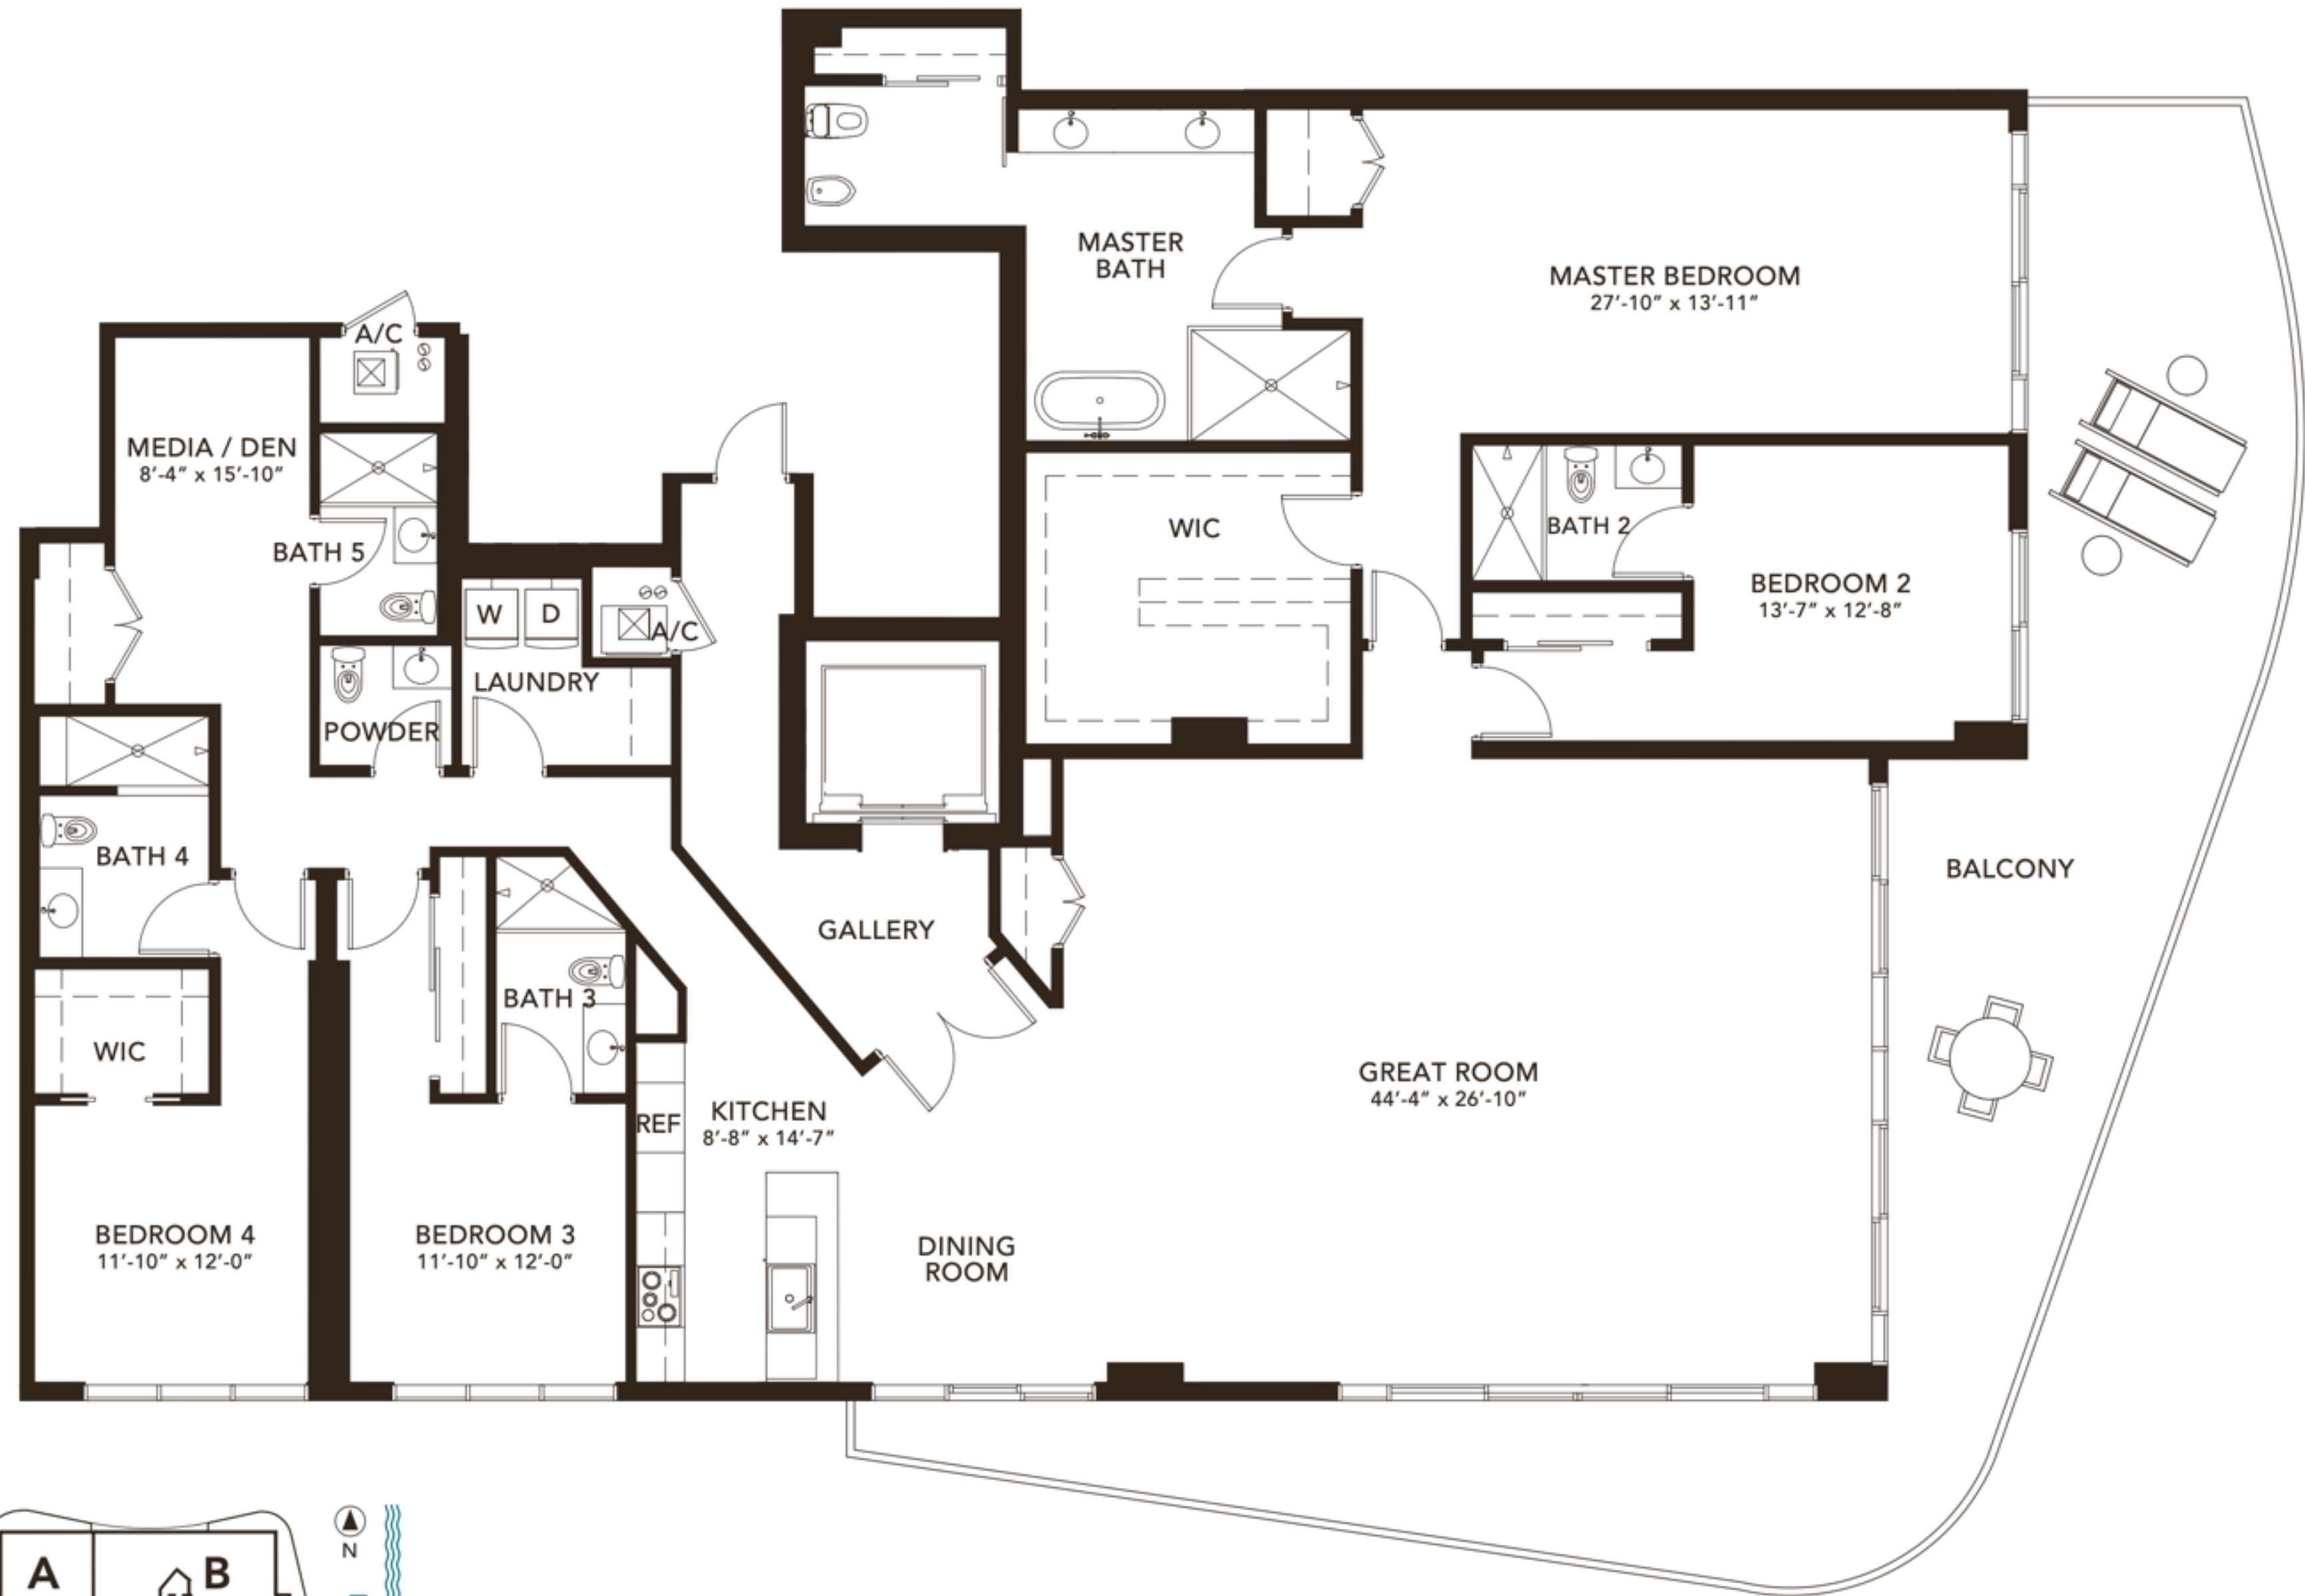 MASTER
BATH
MASTER BEDROOM
27'-10" x 13'-11"
A/C
MEDIA / DEN
8'-4" x 15'-10"
BATH 5
WIC
BATH 2
BEDROOM 2
13'-7" x 12'-8"
W
D
A/C
LAUNDRY
POWDER
BATH 4
GALLERY
BALCONY
BATH 3
WIC
GREAT ROOM
44'-4" x 26'-10"
REF
KITCHEN
8'-8" x 14'-7"
BEDROOM 4
11'-10" x 12'-0"
BEDROOM 3
11'-10" x 12'-0"
DINING
ROOM
N
A
B